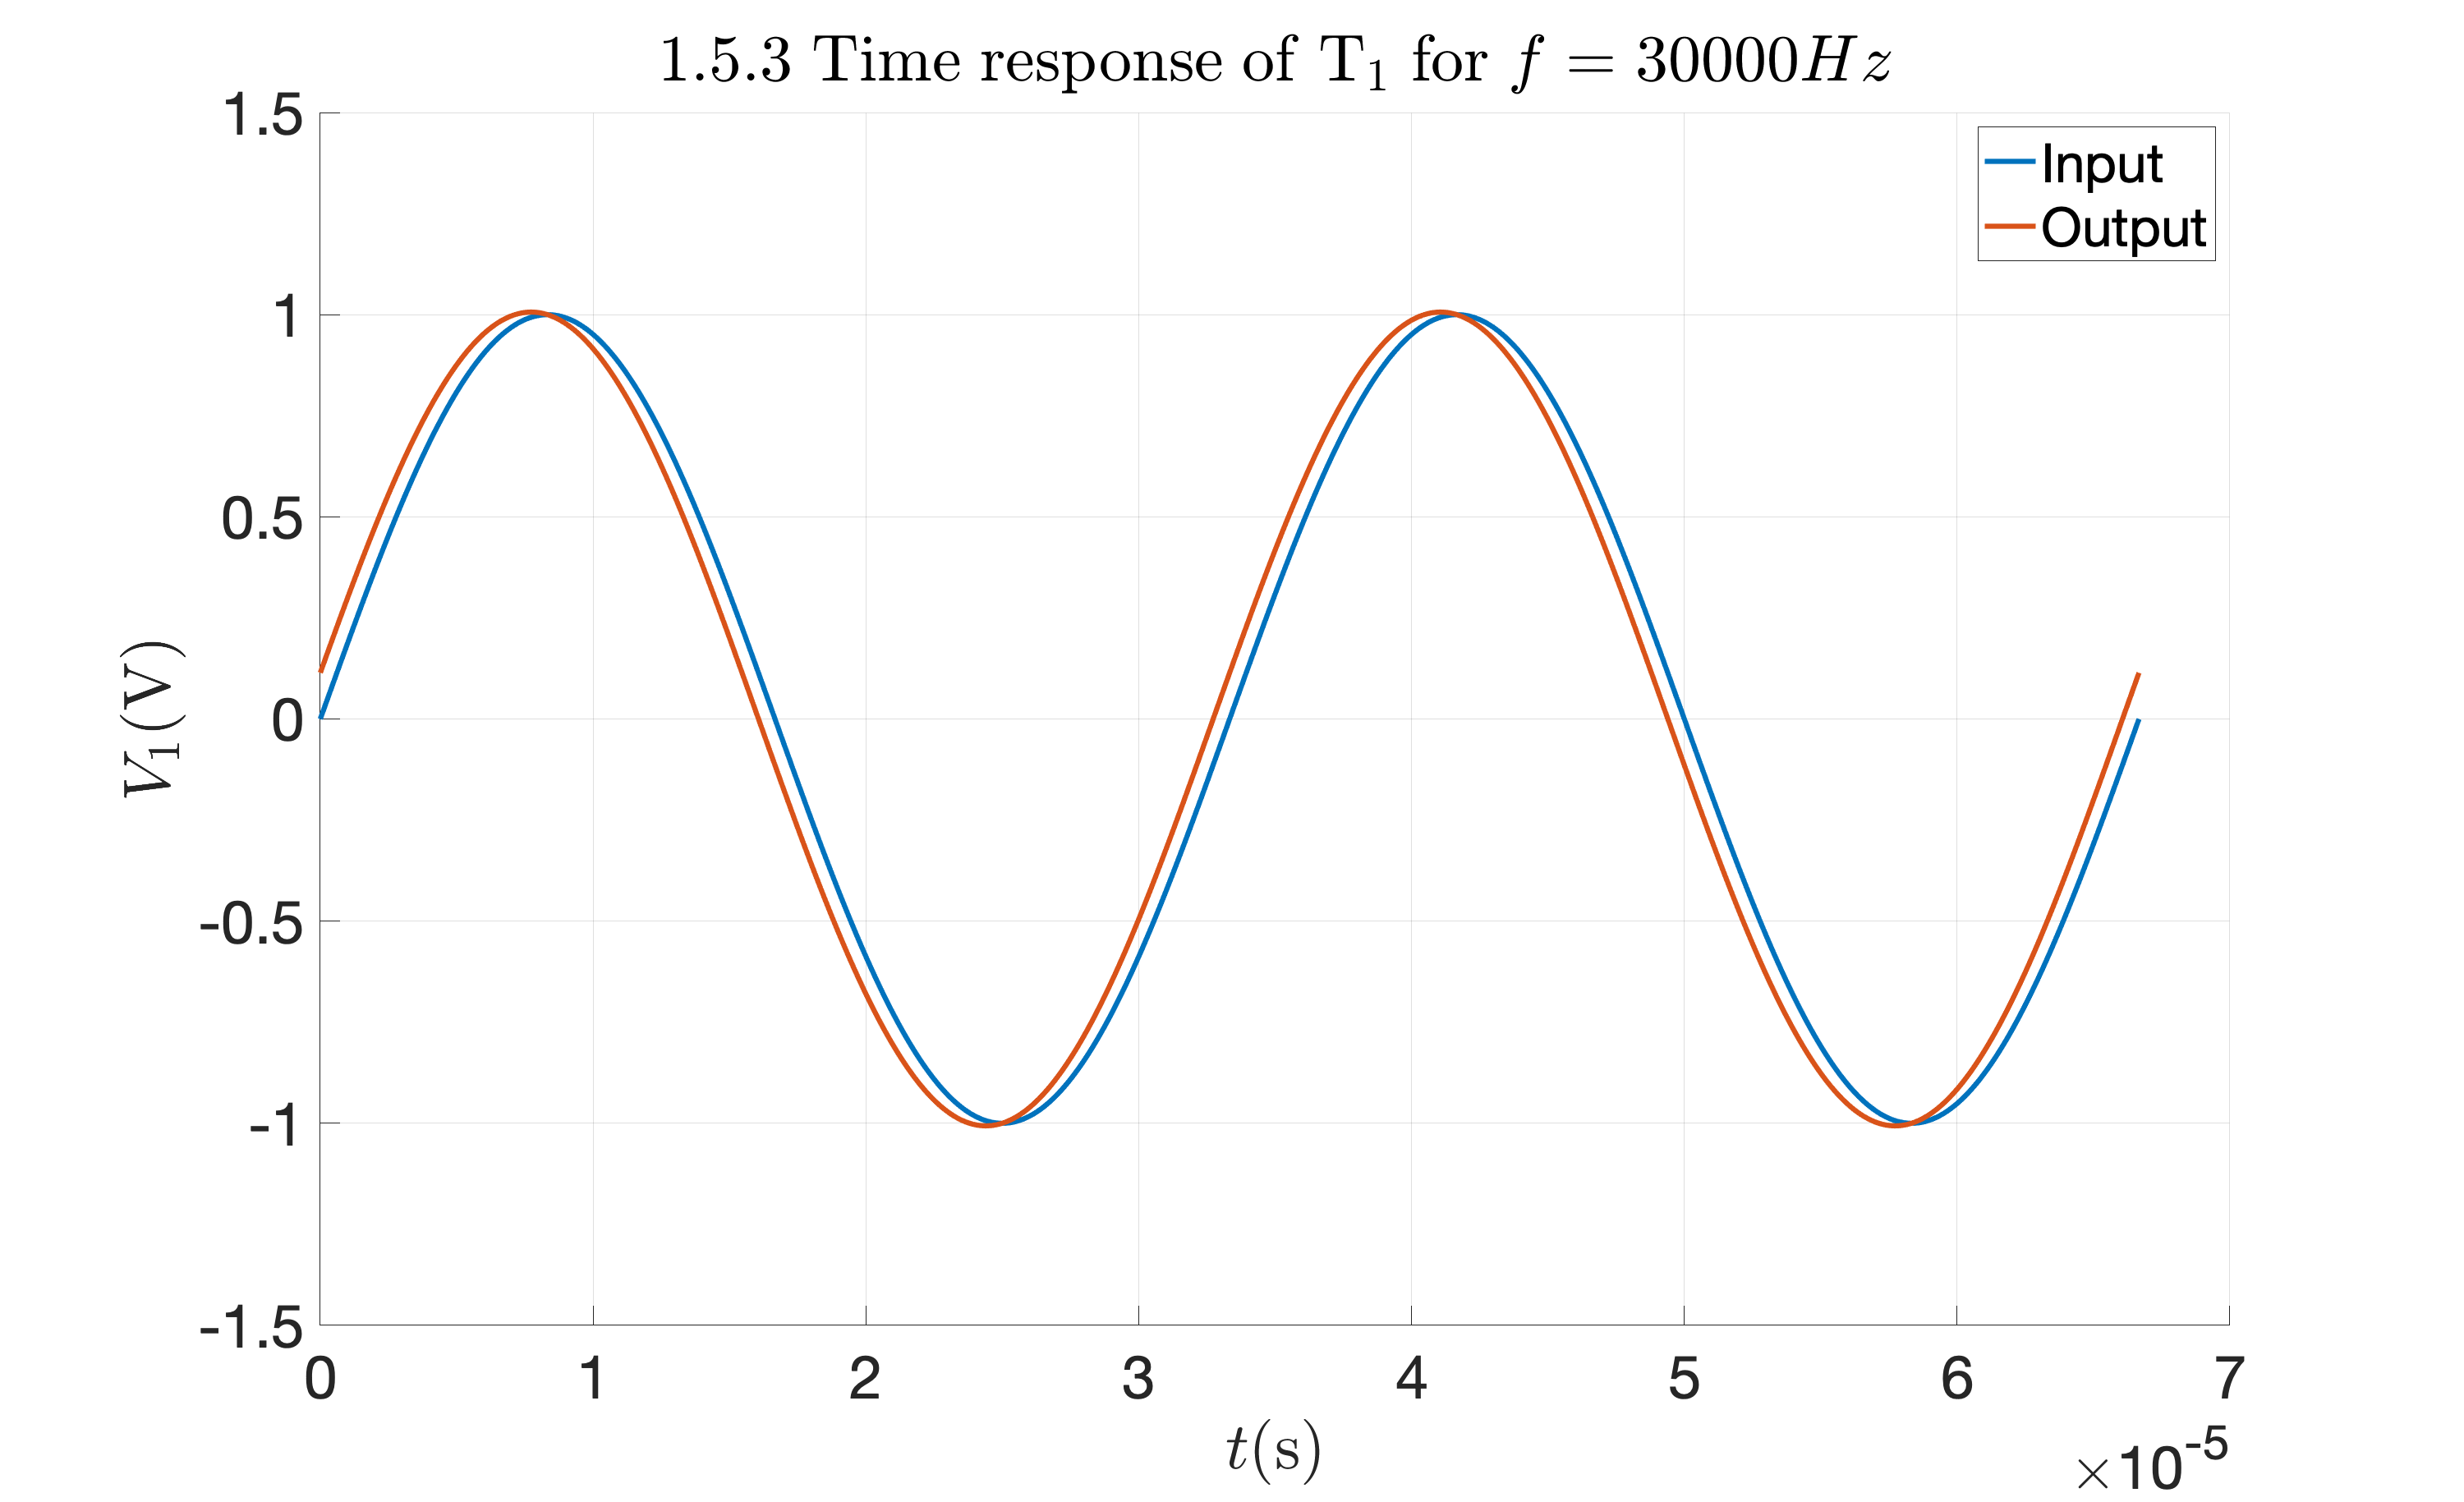 1.5.3 Time response of T1 for f = 30000Hz
Input
Output
1.5
1
0.5
0
-0.5
-1
-1.5
V1(V)
0 1 2 3 4 5 6 7
t(s)
×10-5